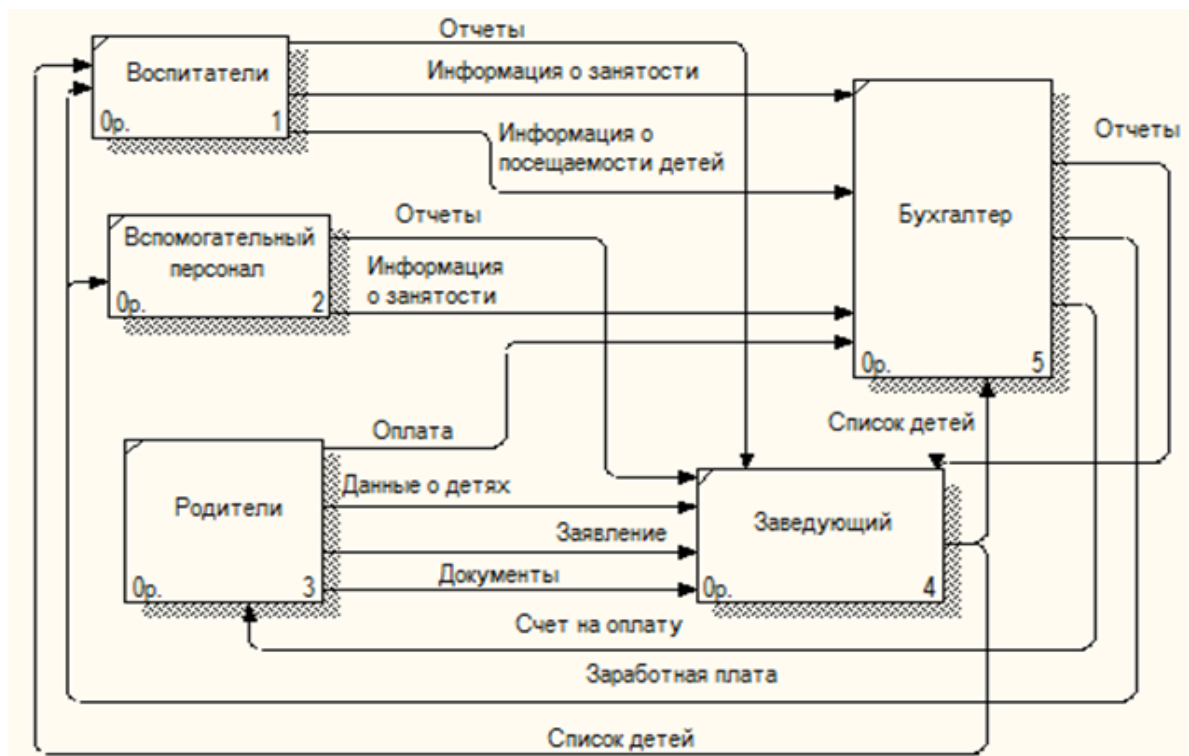 Отчеты
Воспитатели
0р.
1
Информация о занятости
Информация о
посещаемости детей
Отчеты
Бухгалтер
0р.
5
Отчеты
Вспомогательный
персонал
0р.
2
Информация
о занятости
Оплата
Список детей
Родители
0р.
3
Данные о детях
Заявление
Документы
Заведующий
0р.
4
Счет на оплату
Заработная плата
Список детей